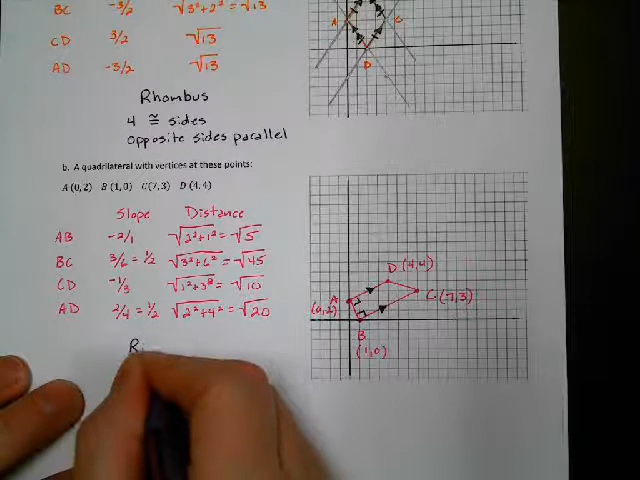 BC -3/2 √3²+2² = √13
A C
CD 3/2 √13
D
AD -3/2 √13
Rhombus
4 ≅ sides
opposite sides parallel
b. A quadrilateral with vertices at these points:
A (0, 2) B (1, 0) C(7, 3) D (4, 4)
Slope Distance
AB -2/1 √2²+1² = √5
BC 3/6 = 1/2 √3²+6² = √45
CD -1/3 √1²+3² = √10
AD 2/4 = 1/2 √2²+4² = √20
D (4,4)
A
C (7,3)
(0,2)
B
(1,0)
Ri